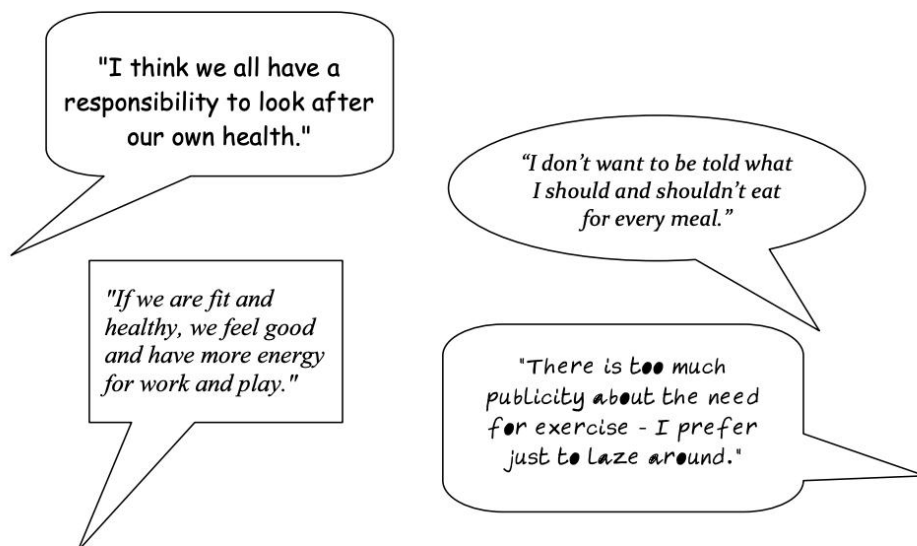 "I think we all have a
responsibility to look after
our own health."
“I don’t want to be told what
I should and shouldn’t eat
for every meal.”
"If we are fit and
healthy, we feel good
and have more energy
for work and play."
"There is too much
publicity about the need
for exercise - I prefer
just to laze around."